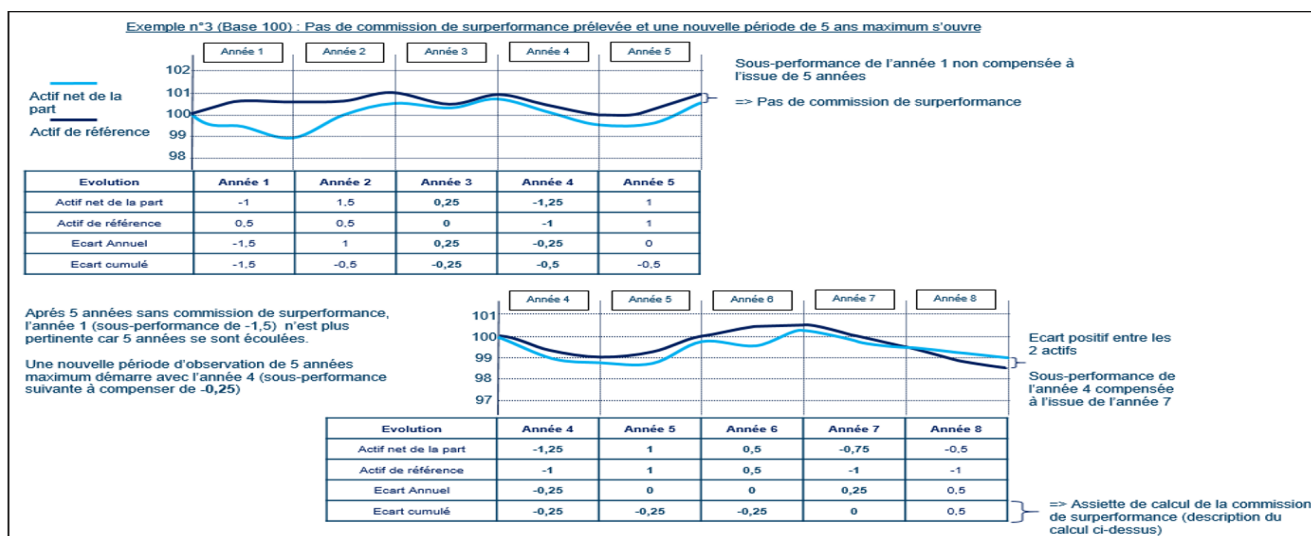 Exemple n°3 (Base 100) : Pas de commission de surperformance prélevée et une nouvelle période de 5 ans maximum s'ouvre
Année 1 Année 2 Année 3 Année 4 Année 5
Actif net de la
part
Actif de référence
102
101
100
99
98
Sous-performance de l'année 1 non compensée à
l'issue de 5 années
=> Pas de commission de surperformance
Evolution Année 1 Année 2 Année 3 Année 4 Année 5
Actif net de la part -1 1,5 0,25 -1,25 1
Actif de référence 0,5 0,5 0 -1 1
Ecart Annuel -1,5 1 0,25 -0,25 0
Ecart cumulé -1,5 -0,5 -0,25 -0,5 -0,5
Aprés 5 années sans commission de surperformance,
l'année 1 (sous-performance de -1,5) n'est plus
pertinente car 5 années se sont écoulées.
Une nouvelle période d'observation de 5 années
maximum démarre avec l'année 4 (sous-performance
suivante à compenser de -0,25)
Année 4 Année 5 Année 6 Année 7 Année 8
101
100
99
98
97
Ecart positif entre les
2 actifs
Sous-performance de
l'année 4 compensée
à l'issue de l'année 7
Evolution Année 4 Année 5 Année 6 Année 7 Année 8
Actif net de la part -1,25 1 0,5 -0,75 -0,5
Actif de référence -1 1 0,5 -1 -1
Ecart Annuel -0,25 0 0 0,25 0,5
Ecart cumulé -0,25 -0,25 -0,25 0 0,5
=> Assiette de calcul de la commission
de surperformance (description du
calcul ci-dessus)